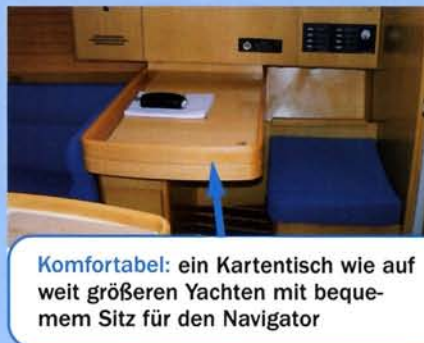 Komfortabel: ein Kartentisch wie auf
weit größeren Yachten mit beque-
mem Sitz für den Navigator